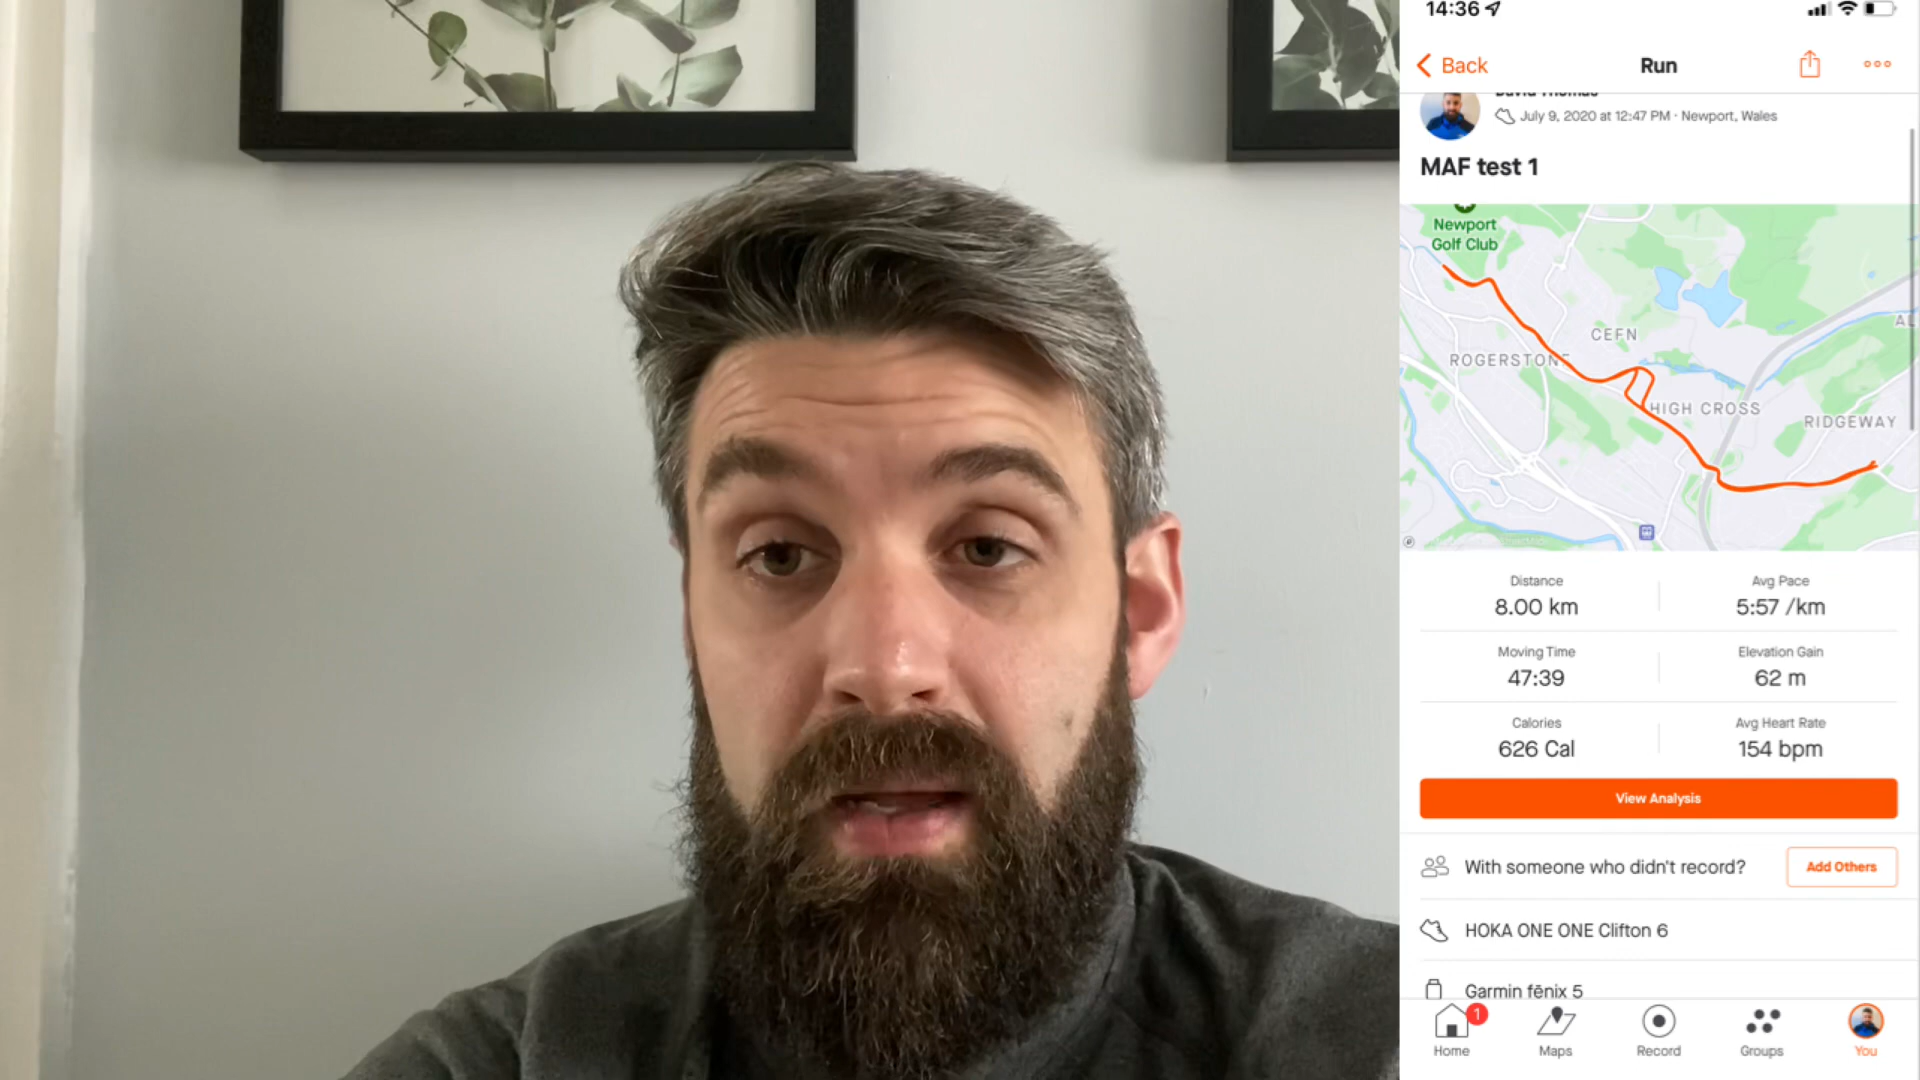 14:36
Back
Run
David Thomas
July 9, 2020 at 12:47 PM · Newport, Wales
MAF test 1
Newport
Golf Club
CEFN
AL
ROGERSTONE
HIGH CROSS
RIDGEWAY
Distance
Avg Pace
8.00 km
5:57 /km
Moving Time
Elevation Gain
47:39
62 m
Calories
Avg Heart Rate
626 Cal
154 bpm
View Analysis
With someone who didn't record?
Add Others
HOKA ONE ONE Clifton 6
Garmin fēnix 5
1
Home
Maps
Record
Groups
You